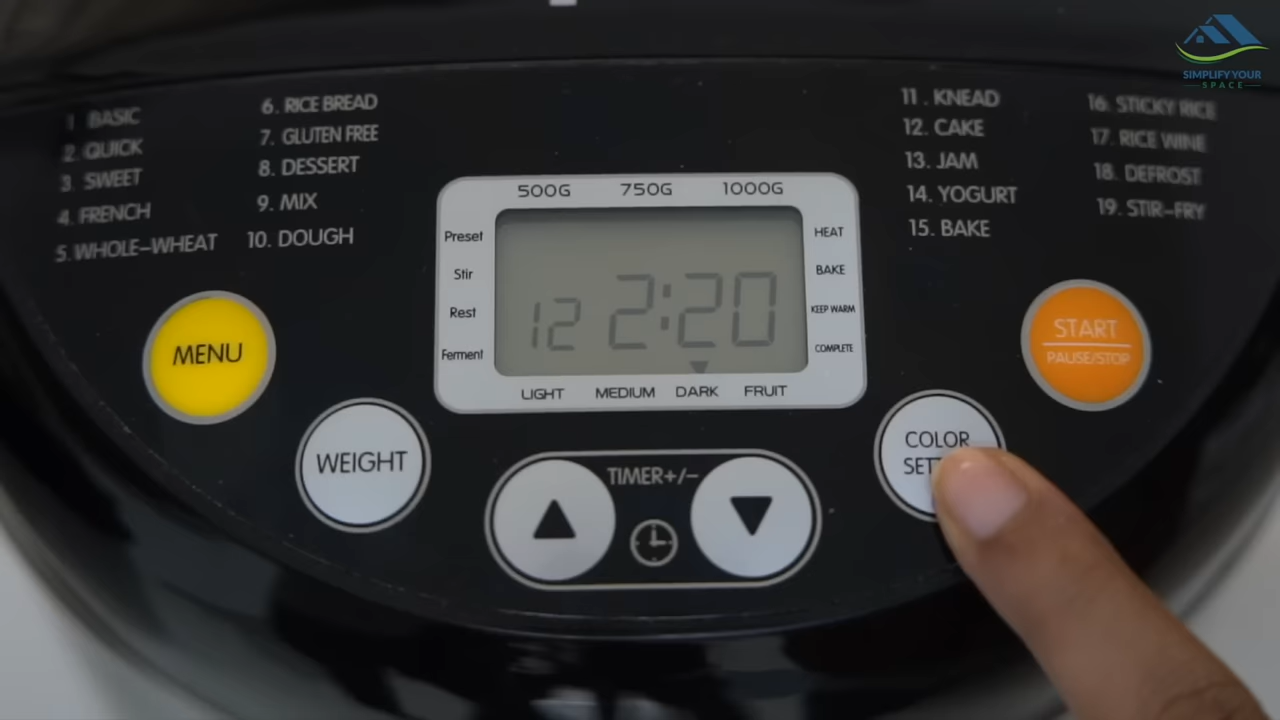 SIMPLIFY YOUR
SPACE
1 BASIC
2. QUICK
3. SWEET
4. FRENCH
5. WHOLE-WHEAT
6. RICE BREAD
7. GLUTEN FREE
8. DESSERT
9. MIX
10. DOUGH
11. KNEAD
12. CAKE
13. JAM
14. YOGURT
15. BAKE
16. STICKY RICE
17. RICE WINE
18. DEFROST
19. STIR-FRY
500G 750G 1000G
Preset
Stir
Rest
Ferment
12 2:20
HEAT
BAKE
KEEP WARM
COMPLETE
LIGHT MEDIUM DARK FRUIT
MENU
WEIGHT
TIMER+/-
COLOR
START
PAUSE/STOP